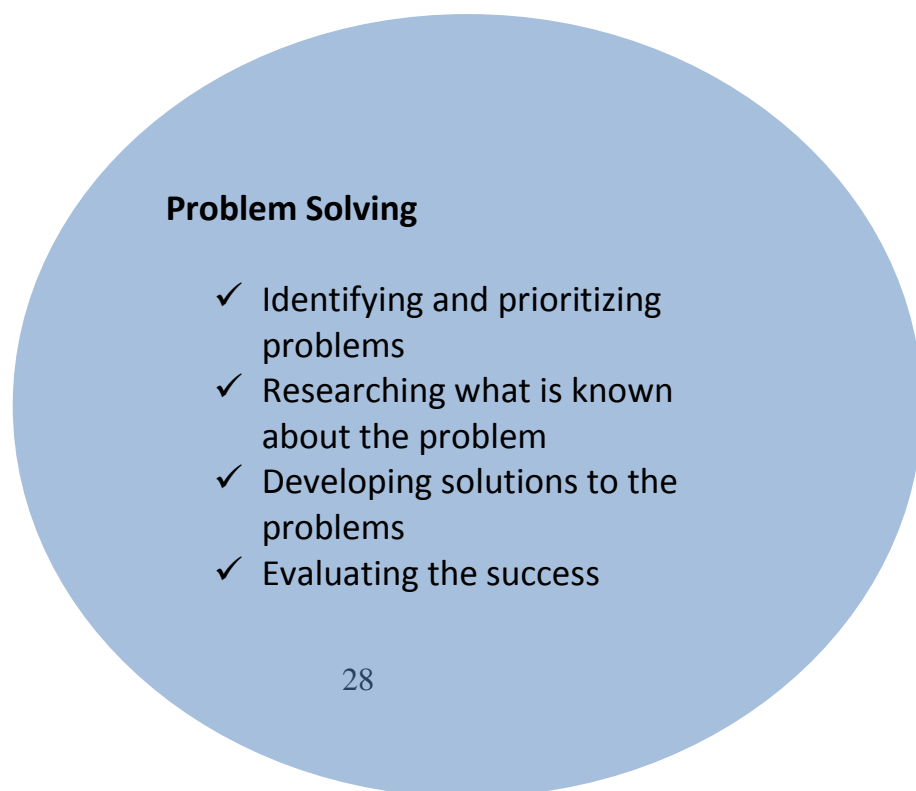 Problem Solving
✓ Identifying and prioritizing
problems
✓ Researching what is known
about the problem
✓ Developing solutions to the
problems
✓ Evaluating the success
28